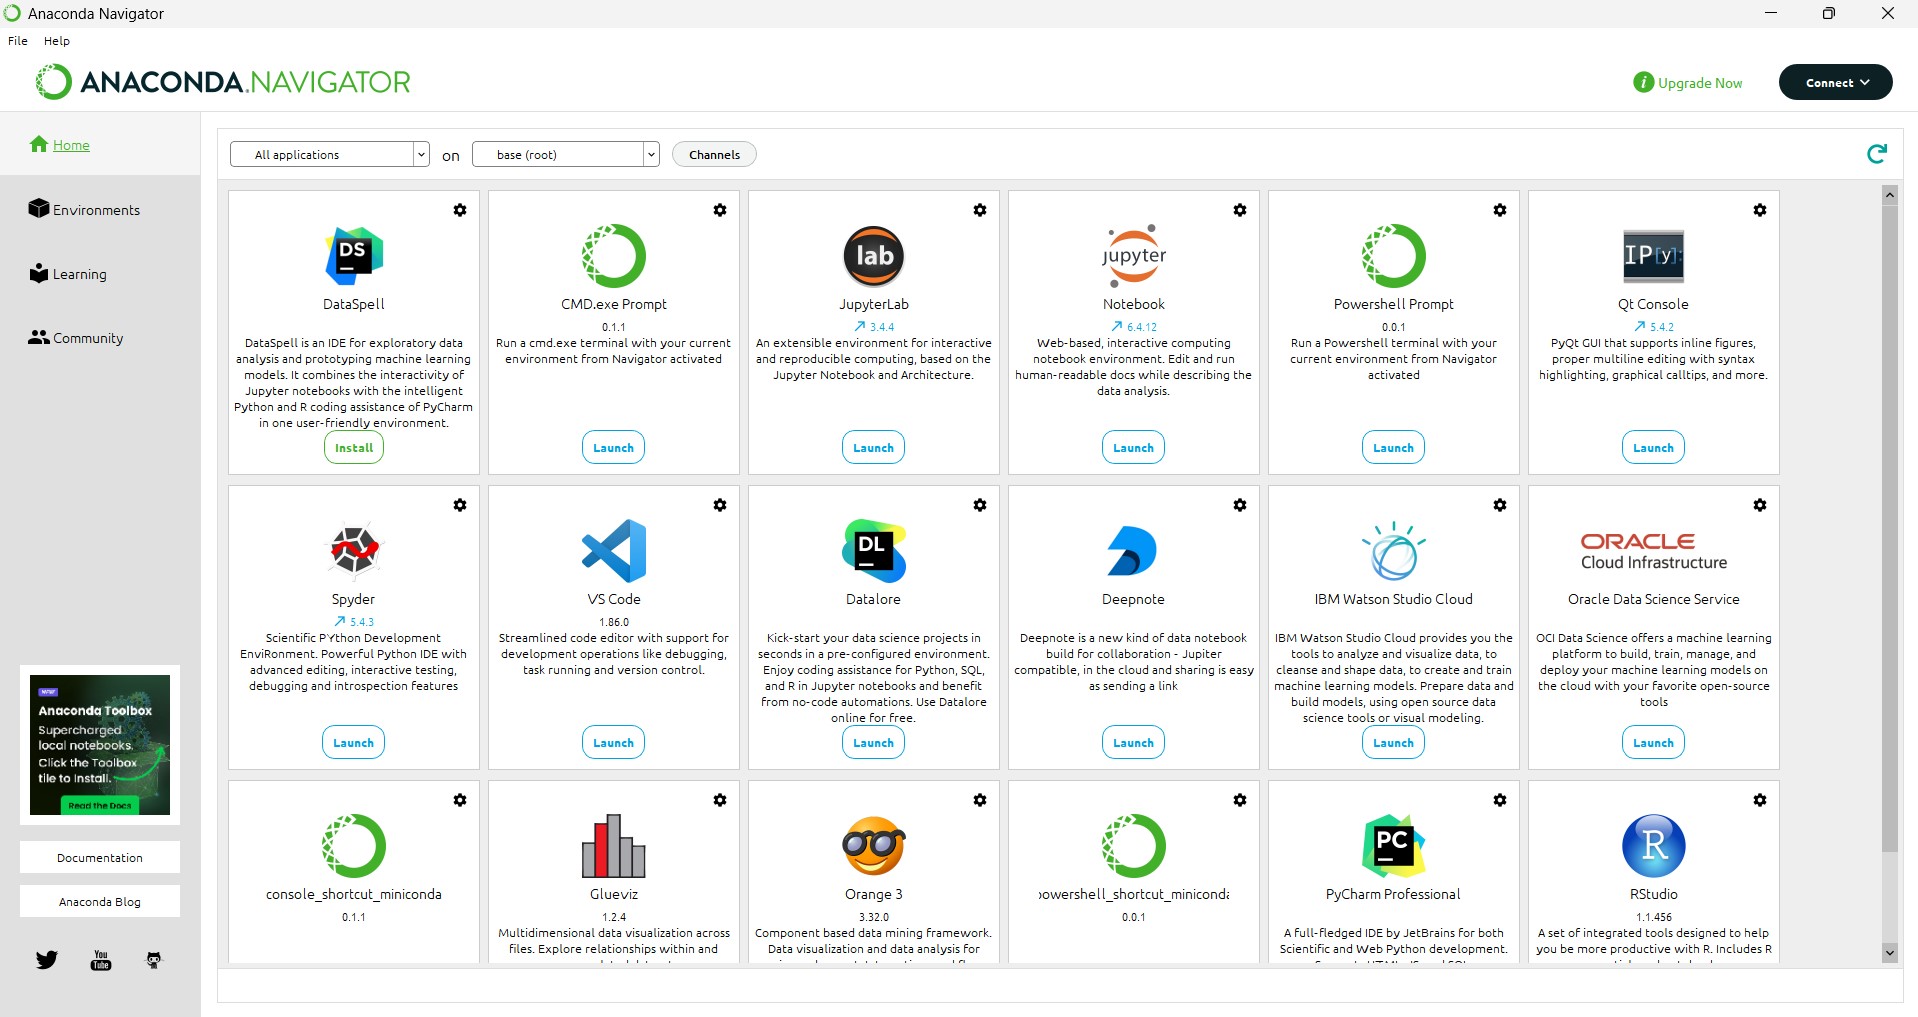 Anaconda Navigator
File Help
ANACONDA.NAVIGATOR
i Upgrade Now
Connect
Home
Environments
Learning
Community
All applications on base (root) Channels
DS
DataSpell
DataSpell is an IDE for exploratory data
analysis and prototyping machine learning
models. It combines the interactivity of
Jupyter notebooks with the intelligent
Python and R coding assistance of PyCharm
in one user-friendly environment.
Install
CMD.exe Prompt
0.1.1
Run a cmd.exe terminal with your current
environment from Navigator activated
Launch
lab
JupyterLab
3.4.4
An extensible environment for interactive
and reproducible computing, based on the
Jupyter Notebook and Architecture.
Launch
jupyter
Notebook
6.4.12
Web-based, interactive computing
notebook environment. Edit and run
human-readable docs while describing the
data analysis.
Launch
Powershell Prompt
0.0.1
Run a Powershell terminal with your
current environment from Navigator
activated
Launch
IP[y]:
Qt Console
5.4.2
PyQt GUI that supports inline figures,
proper multiline editing with syntax
highlighting, graphical calltips, and more.
Launch
Spyder
5.4.3
Scientific PYthon Development
EnviRonment. Powerful Python IDE with
advanced editing, interactive testing,
debugging and introspection features
Launch
VS Code
1.86.0
Streamlined code editor with support for
development operations like debugging,
task running and version control.
Launch
DL
Datalore
Kick-start your data science projects in
seconds in a pre-configured environment.
Enjoy coding assistance for Python, SQL,
and R in Jupyter notebooks and benefit
from no-code automations. Use Datalore
online for free.
Launch
Deepnote
Deepnote is a new kind of data notebook
build for collaboration - Jupiter
compatible, in the cloud and sharing is easy
as sending a link
Launch
IBM Watson Studio Cloud
IBM Watson Studio Cloud provides you the
tools to analyze and visualize data, to
cleanse and shape data, to create and train
machine learning models. Prepare data and
build models, using open source data
science tools or visual modeling.
Launch
ORACLE
Cloud Infrastructure
Oracle Data Science Service
OCI Data Science offers a machine learning
platform to build, train, manage, and
deploy your machine learning models on
the cloud with your favorite open-source
tools
Launch
console_shortcut_miniconda
0.1.1
Glueviz
1.2.4
Multidimensional data visualization across
files. Explore relationships within and
Orange 3
3.32.0
Component based data mining framework.
Data visualization and data analysis for
powershell_shortcut_miniconda
0.0.1
PC
PyCharm Professional
A full-fledged IDE by JetBrains for both
Scientific and Web Python development.
R
RStudio
1.1.456
A set of integrated tools designed to help
you be more productive with R. Includes R
Anaconda Toolbox
Supercharged
local notebooks.
Click the Toolbox
tile to Install.
Read the Docs
Documentation
Anaconda Blog
You
Tube